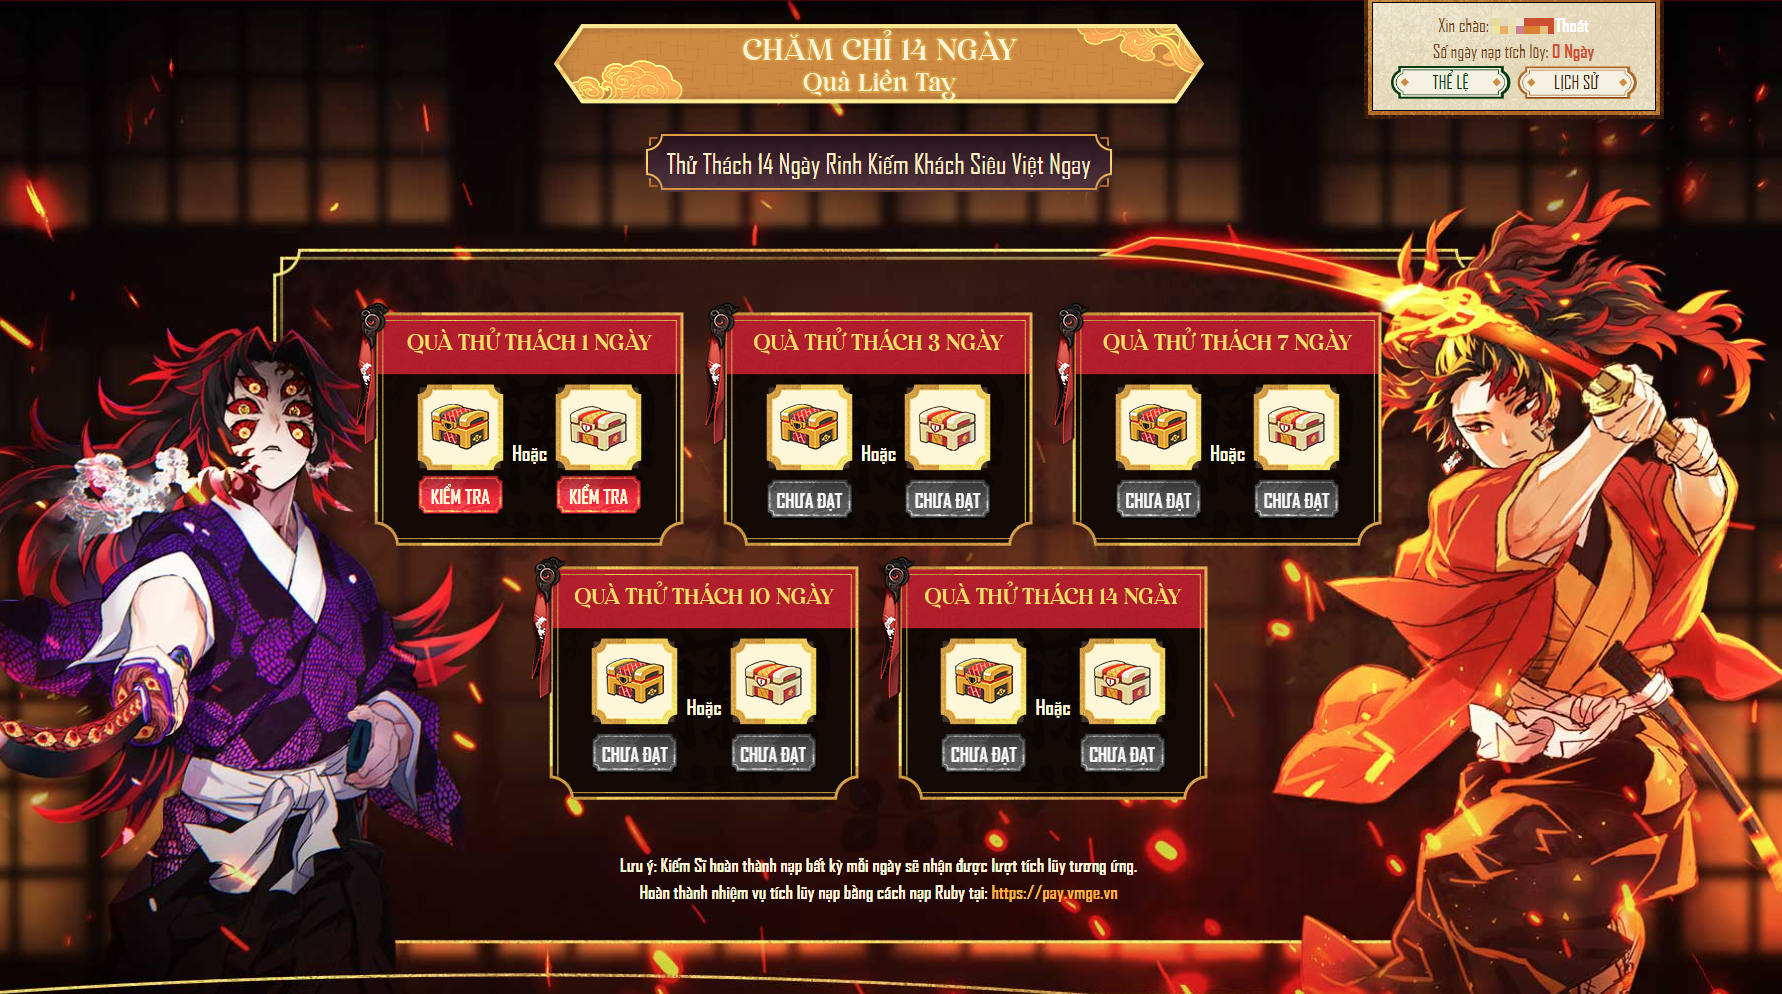 CHĂM CHỈ 14 NGÀY
Quà Liền Tay
Xin chào: Thoát
Số ngày nạp tích lũy: 0 Ngày
THỂ LỆ
LỊCH SỬ
Thử Thách 14 Ngày Rinh Kiếm Khách Siêu Việt Ngay
QUÀ THỬ THÁCH 1 NGÀY
Hoặc
KIỂM TRA
KIỂM TRA
QUÀ THỬ THÁCH 3 NGÀY
Hoặc
CHƯA ĐẠT
CHƯA ĐẠT
QUÀ THỬ THÁCH 7 NGÀY
Hoặc
CHƯA ĐẠT
CHƯA ĐẠT
QUÀ THỬ THÁCH 10 NGÀY
Hoặc
CHƯA ĐẠT
CHƯA ĐẠT
QUÀ THỬ THÁCH 14 NGÀY
Hoặc
CHƯA ĐẠT
CHƯA ĐẠT
Lưu ý: Kiếm Sĩ hoàn thành nạp bất kỳ mỗi ngày sẽ nhận được lượt tích lũy tương ứng.
Hoàn thành nhiệm vụ tích lũy nạp bằng cách nạp Ruby tại: https://pay.vmge.vn